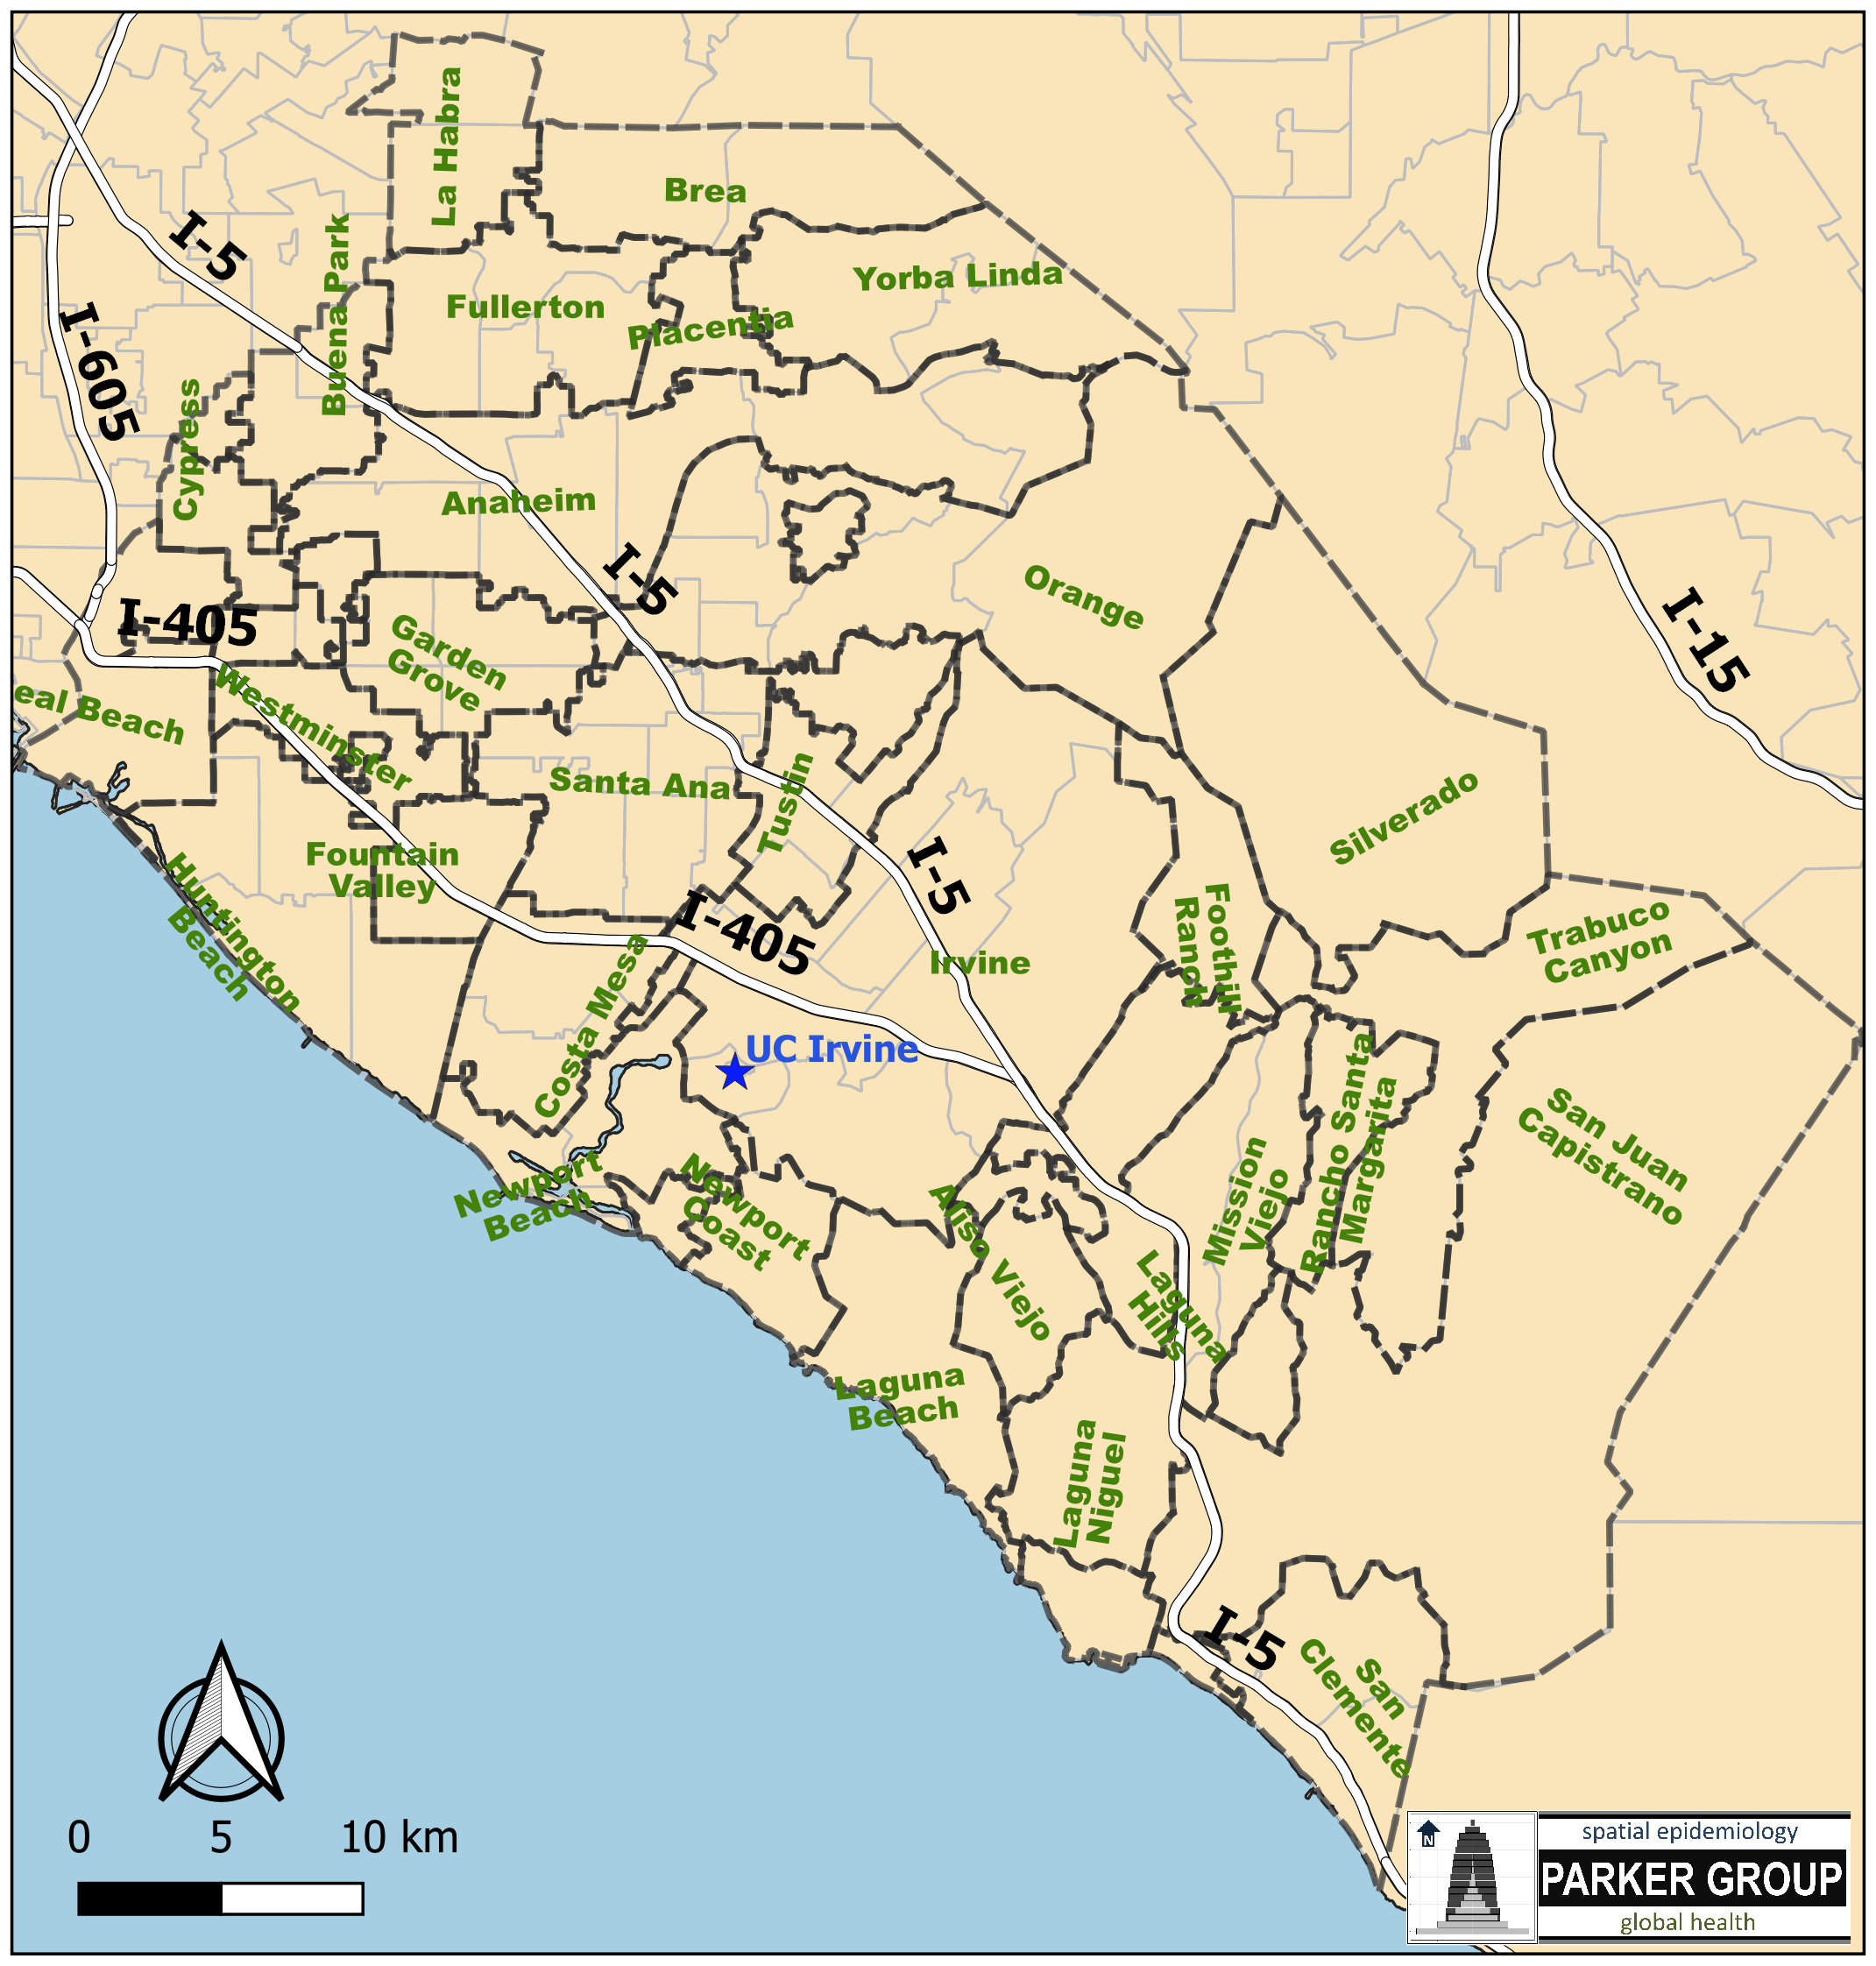 La Habra
Brea
I-5
Buena Park
Yorba Linda
Fullerton
Placentia
I-605
Cypress
Anaheim
I-5
Orange
I-405
Garden
Grove
I-15
Westminster
eal Beach
Santa Ana
Tustin
Silverado
Fountain
Valley
I-5
Huntington
Beach
I-405
Foothill
Ranch
Trabuco
Canyon
Irvine
Costa Mesa
UC Irvine
San Juan
Capistrano
Rancho Santa
Margarita
Mission
Viejo
Newport
Beach
Newport
Coast
Aliso Viejo
Laguna
Hills
Laguna
Beach
Laguna
Niguel
I-5
San
Clemente
0 5 10 km
N
spatial epidemiology
PARKER GROUP
global health